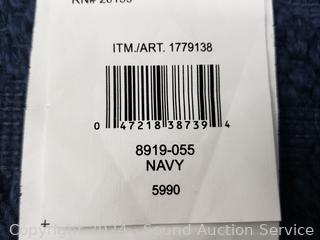 ITM./ART. 1779138
0 47218 38739 4
8919-055
NAVY
5990
Copyright 2024 - Sound Auction Service